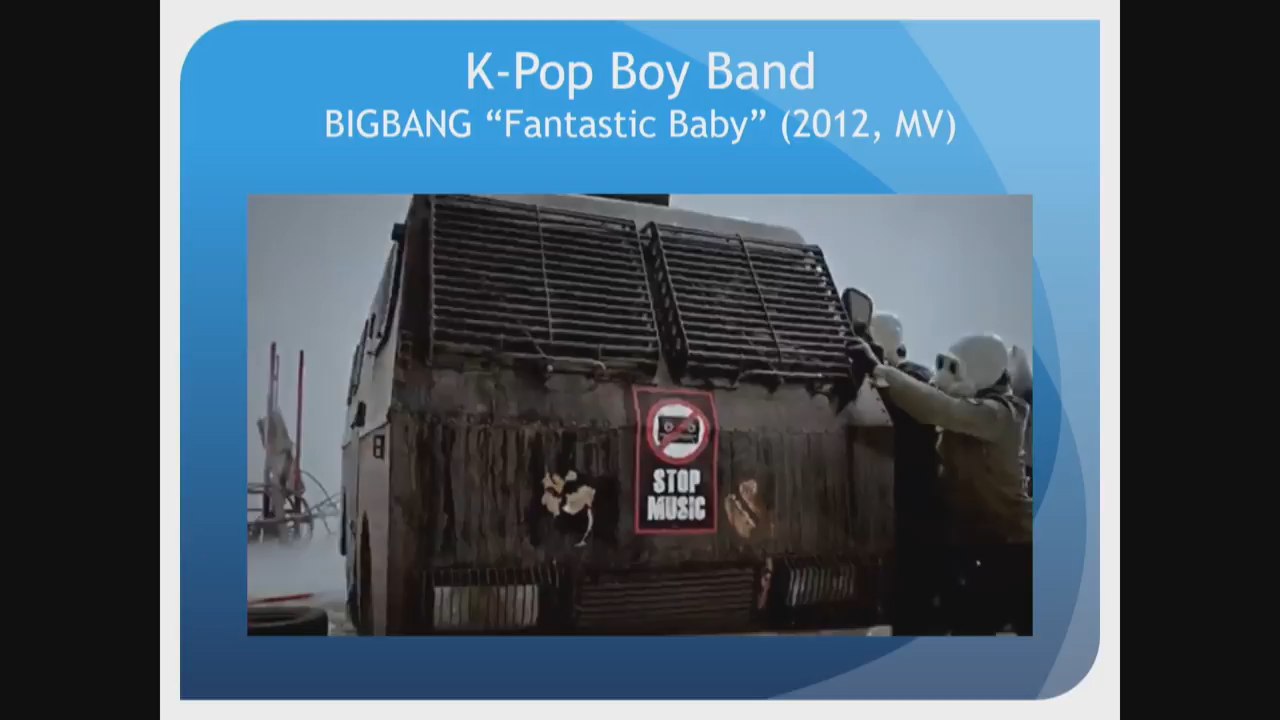 K-Pop Boy Band
BIGBANG “Fantastic Baby” (2012, MV)
STOP
MUSIC